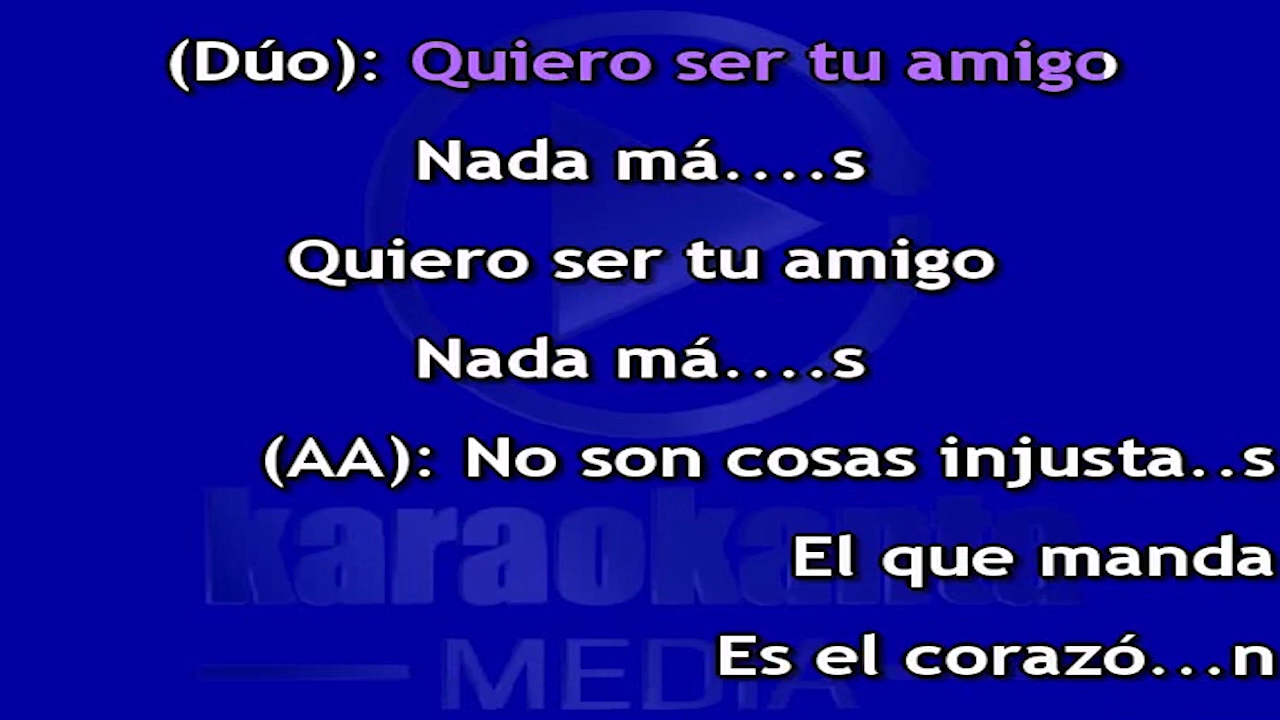 (Dúo): Quiero ser tu amigo
Nada má....s
Quiero ser tu amigo
Nada má....s
(AA): No son cosas injusta..s
El que manda
Es el corazó...n
karaokanta
MEDIA